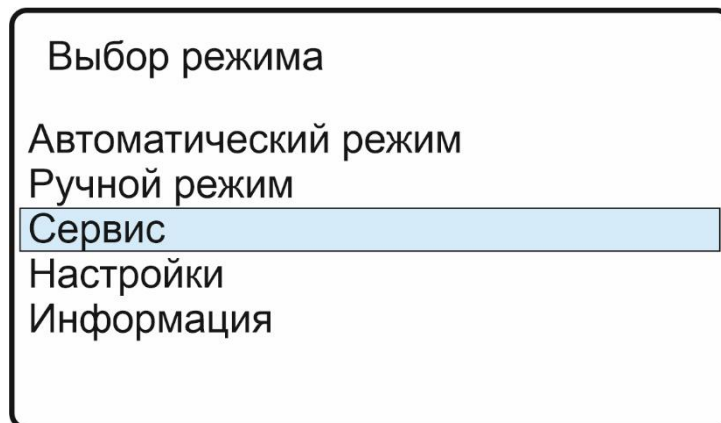 Выбор режима
Автоматический режим
Ручной режим
Сервис
Настройки
Информация